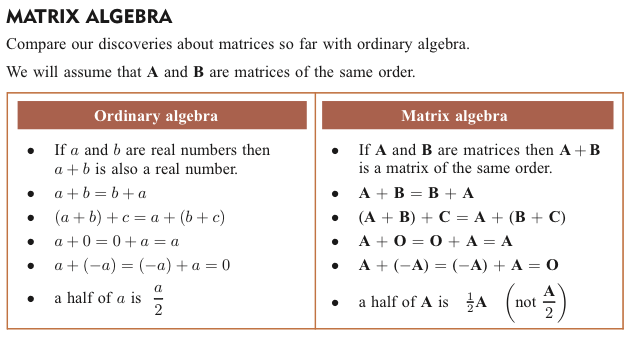 MATRIX ALGEBRA
Compare our discoveries about matrices so far with ordinary algebra.
We will assume that A and B are matrices of the same order.
Ordinary algebra
• If a and b are real numbers then
a + b is also a real number.
• a + b = b + a
• (a + b) + c = a + (b + c)
• a + 0 = 0 + a = a
• a + (−a) = (−a) + a = 0
• a half of a is a/2
Matrix algebra
• If A and B are matrices then A + B
is a matrix of the same order.
• A + B = B + A
• (A + B) + C = A + (B + C)
• A + O = O + A = A
• A + (−A) = (−A) + A = O
• a half of A is ½A (not A/2)